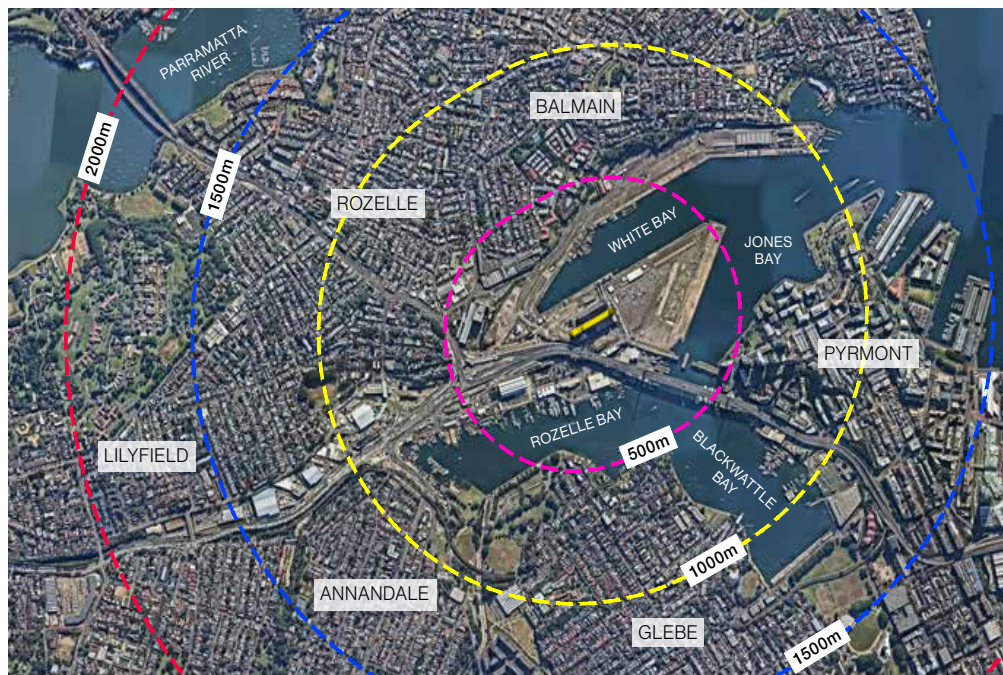 PARRAMATTA
RIVER
BALMAIN
2000m
1500m
ROZELLE
WHITE BAY
JONES
BAY
PYRMONT
ROZELLE BAY
500m
LILYFIELD
BLACKWATTLE
BAY
1000m
ANNANDALE
GLEBE
1500m